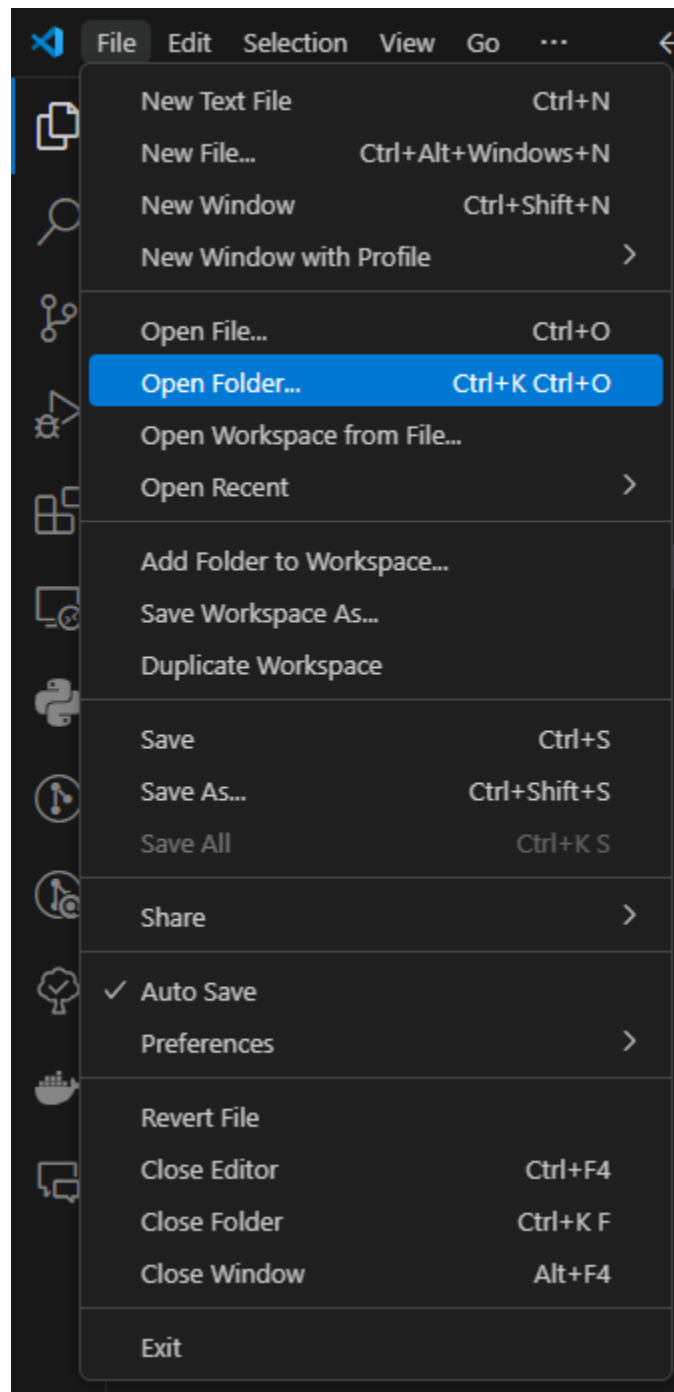 File Edit Selection View Go ···
New Text File Ctrl+N
New File... Ctrl+Alt+Windows+N
New Window Ctrl+Shift+N
New Window with Profile
Open File... Ctrl+O
Open Folder... Ctrl+K Ctrl+O
Open Workspace from File...
Open Recent
Add Folder to Workspace...
Save Workspace As...
Duplicate Workspace
Save Ctrl+S
Save As... Ctrl+Shift+S
Save All Ctrl+K S
Share
Auto Save
Preferences
Revert File
Close Editor Ctrl+F4
Close Folder Ctrl+K F
Close Window Alt+F4
Exit